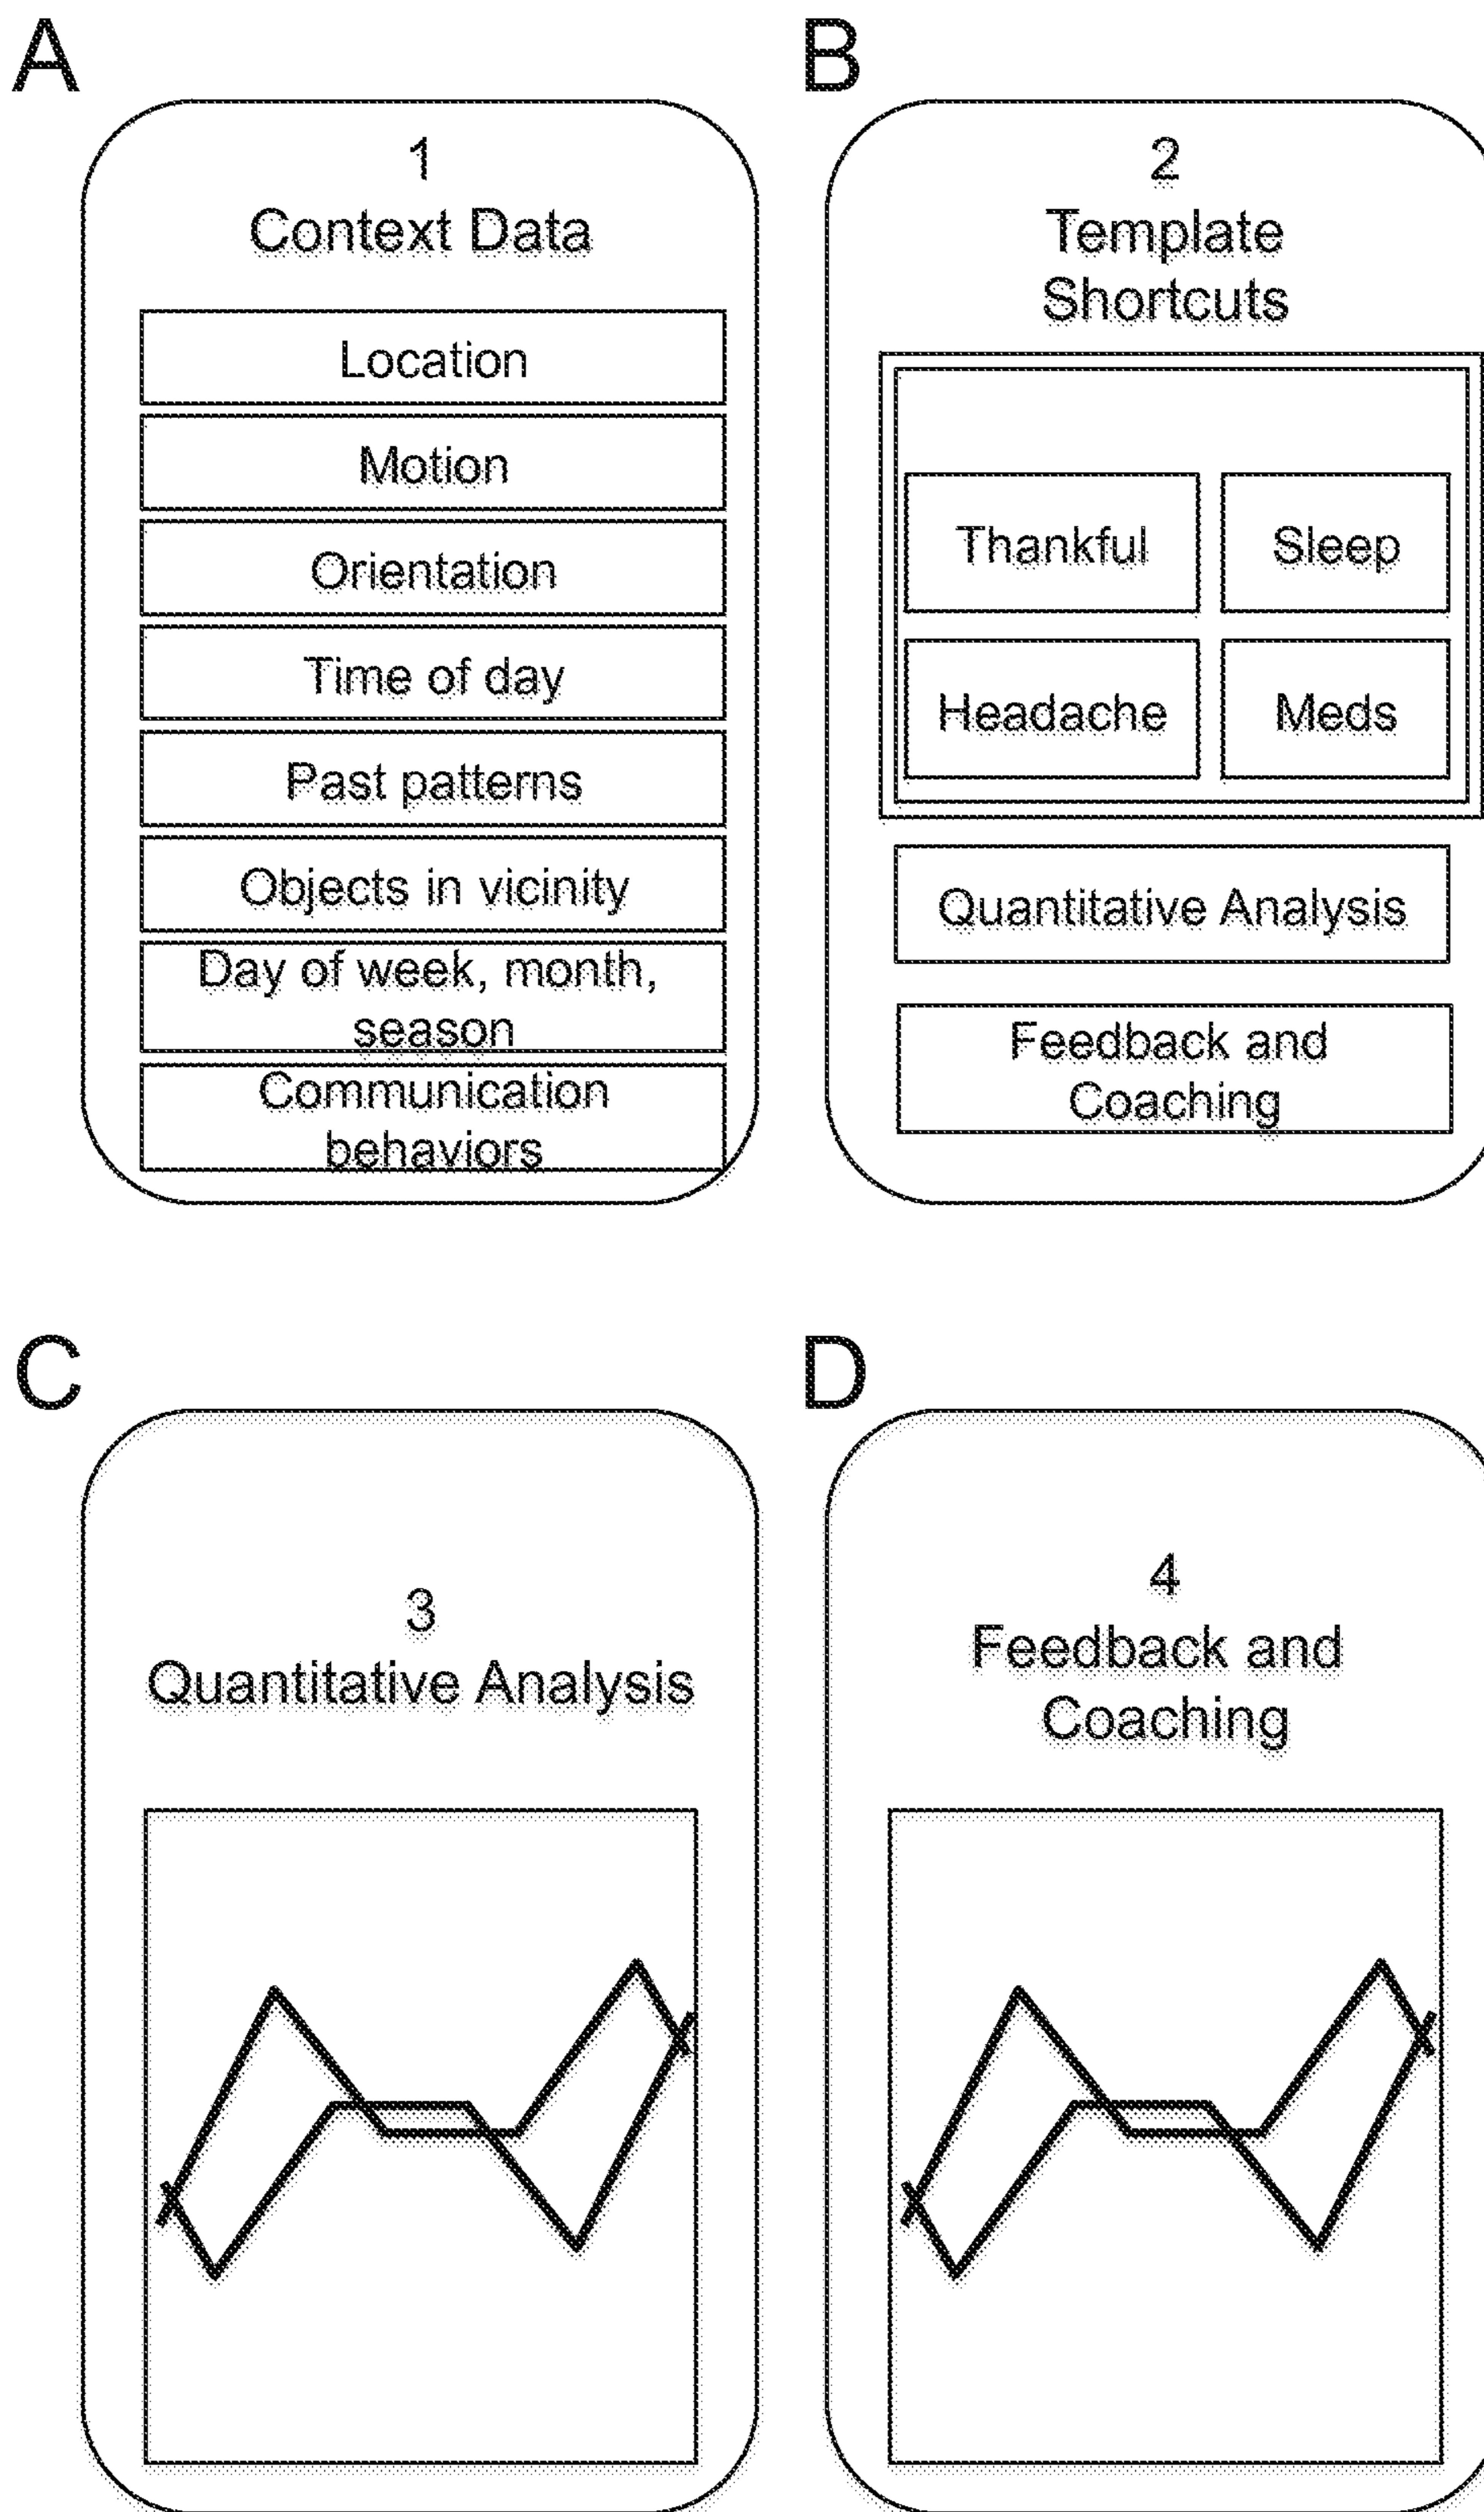 A
1
Context Data
Location
Motion
Orientation
Time of day
Past patterns
Objects in vicinity
Day of week, month,
season
Communication
behaviors
B
2
Template
Shortcuts
Thankful
Sleep
Headache
Meds
Quantitative Analysis
Feedback and
Coaching
C
3
Quantitative Analysis
D
4
Feedback and
Coaching